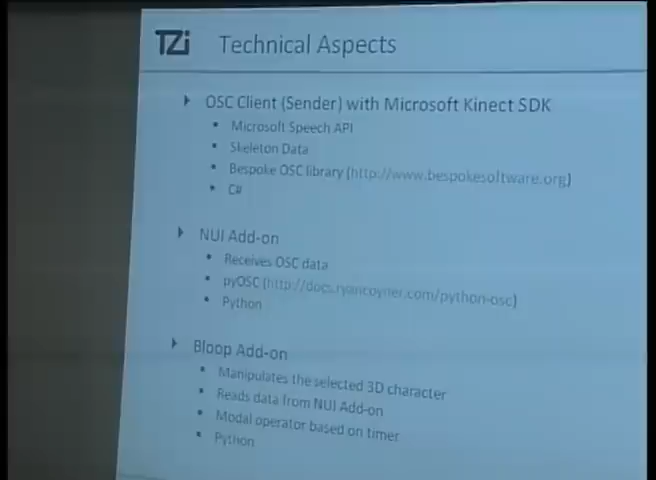 TZi Technical Aspects
OSC Client (Sender) with Microsoft Kinect SDK
Microsoft Speech API
Skeleton Data
Bespoke OSC library (http://www.bespokesoftware.org)
C#
NUI Add-on
Receives OSC data
pyOSC (http://docs.ryancoyner.com/python-osc)
Python
Bloop Add-on
Manipulates the selected 3D character
Reads data from NUI Add-on
Modal operator based on timer
Python